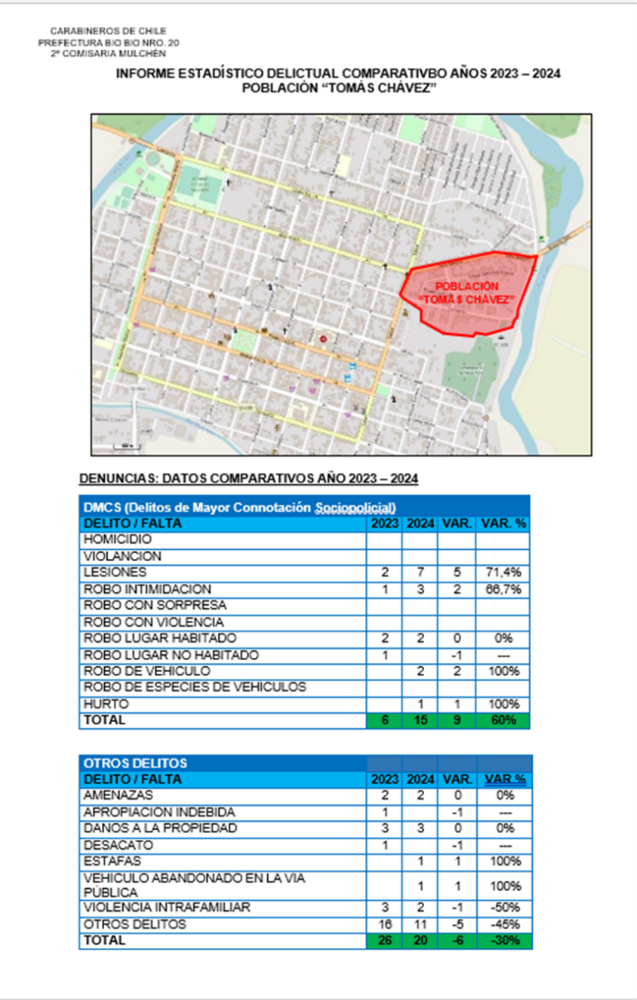 CARABINEROS DE CHILE
PREFECTURA BIO BIO NRO. 20
2ª COMISARIA MULCHÉN
INFORME ESTADÍSTICO DELICTUAL COMPARATIVBO AÑOS 2023 – 2024
POBLACIÓN “TOMÁS CHÁVEZ”
POBLACIÓN
“TOMÁS CHÁVEZ”
DENUNCIAS: DATOS COMPARATIVOS AÑO 2023 – 2024
DMCS (Delitos de Mayor Connotación Sociopolicial)
DELITO / FALTA 2023 2024 VAR. VAR. %
HOMICIDIO
VIOLANCION
LESIONES 2 7 5 71,4%
ROBO INTIMIDACION 1 3 2 66,7%
ROBO CON SORPRESA
ROBO CON VIOLENCIA
ROBO LUGAR HABITADO 2 2 0 0%
ROBO LUGAR NO HABITADO 1 -1 ---
ROBO DE VEHICULO 2 2 100%
ROBO DE ESPECIES DE VEHICULOS
HURTO 1 1 100%
TOTAL 6 15 9 60%
OTROS DELITOS
DELITO / FALTA 2023 2024 VAR. VAR %
AMENAZAS 2 2 0 0%
APROPIACION INDEBIDA 1 -1 ---
DANOS A LA PROPIEDAD 3 3 0 0%
DESACATO 1 -1 ---
ESTAFAS 1 1 100%
VEHICULO ABANDONADO EN LA VIA
PÚBLICA 1 1 100%
VIOLENCIA INTRAFAMILIAR 3 2 -1 -50%
OTROS DELITOS 16 11 -5 -45%
TOTAL 26 20 -6 -30%